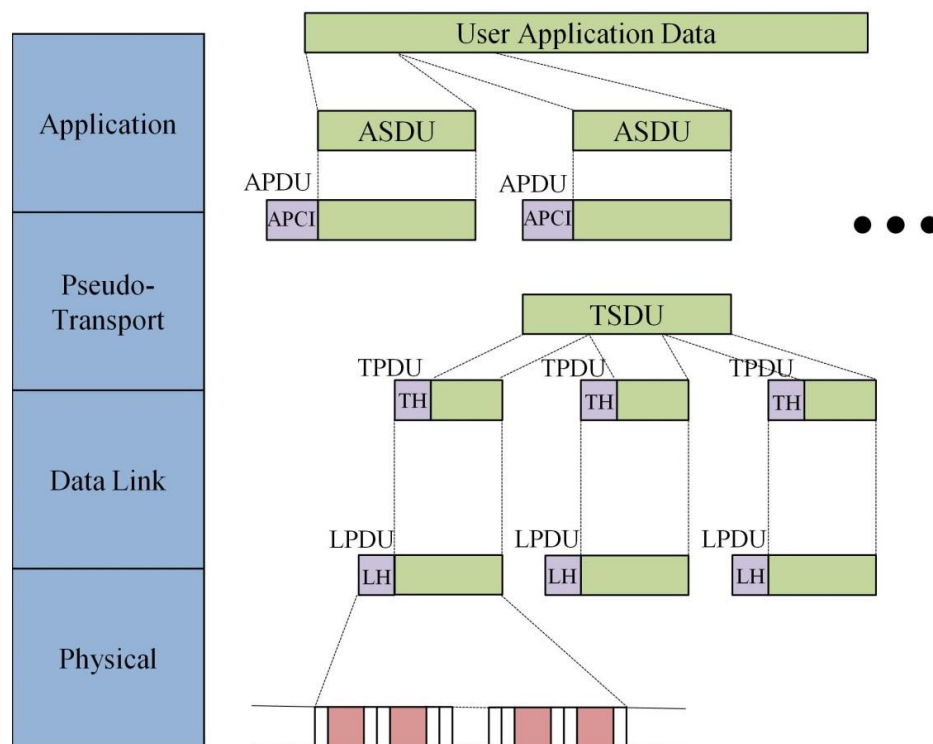 User Application Data
Application
ASDU
ASDU
APDU
APDU
APCI
APCI
Pseudo-
Transport
TSDU
TPDU
TPDU
TPDU
TH
TH
TH
Data Link
LPDU
LPDU
LPDU
LH
LH
LH
Physical